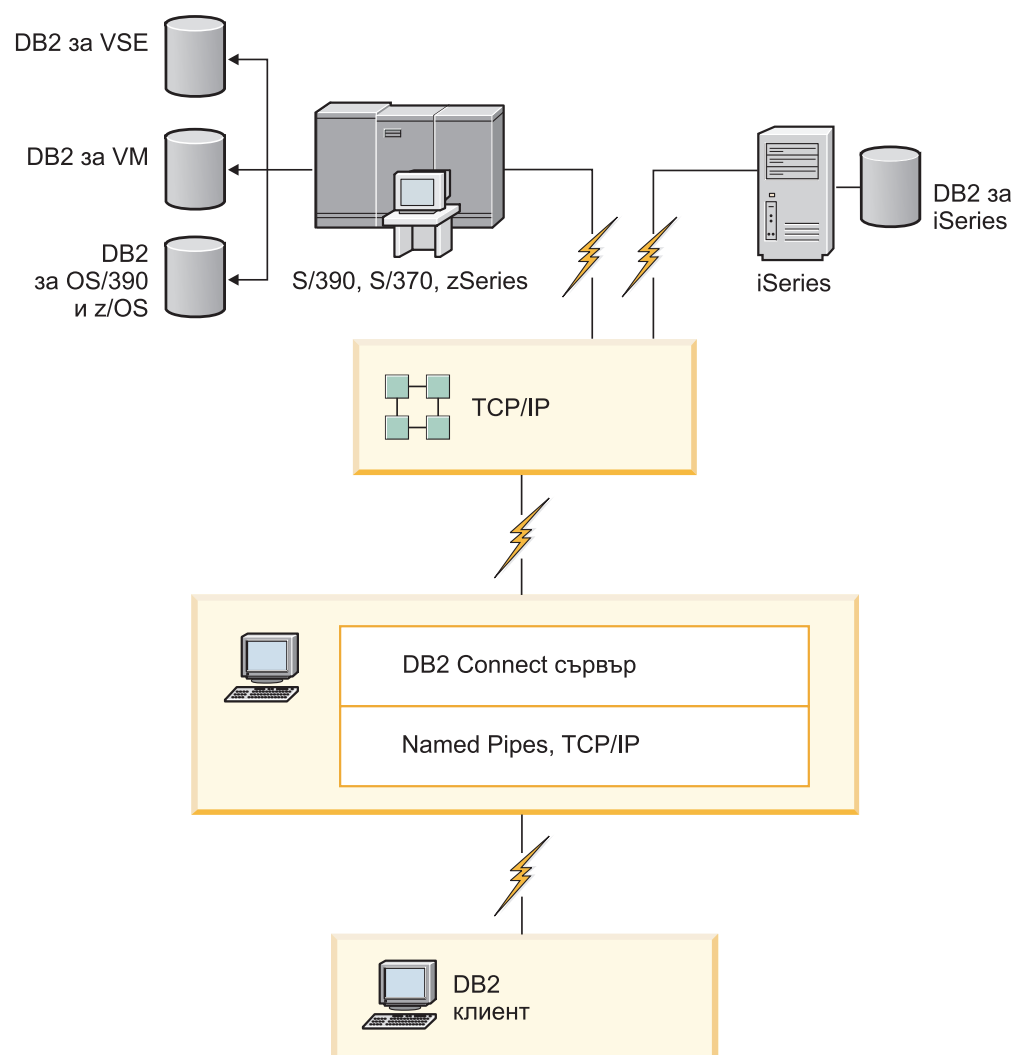 DB2 за VSE
DB2 за VM
DB2
за OS/390
и z/OS
S/390, S/370, zSeries
iSeries
DB2 за
iSeries
TCP/IP
DB2 Connect сървър
Named Pipes, TCP/IP
DB2
клиент